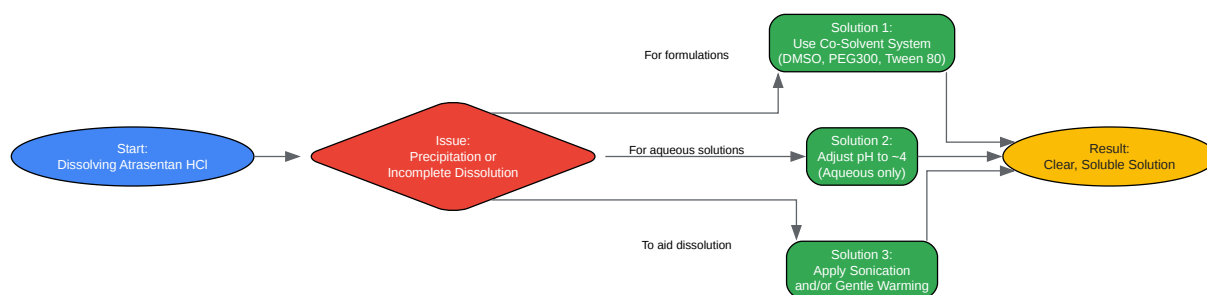 Start:
Dissolving Atrasentan HCl
Issue:
Precipitation or
Incomplete Dissolution
For formulations
Solution 1:
Use Co-Solvent System
(DMSO, PEG300, Tween 80)
For aqueous solutions
Solution 2:
Adjust pH to ~4
(Aqueous only)
To aid dissolution
Solution 3:
Apply Sonication
and/or Gentle Warming
Result:
Clear, Soluble Solution